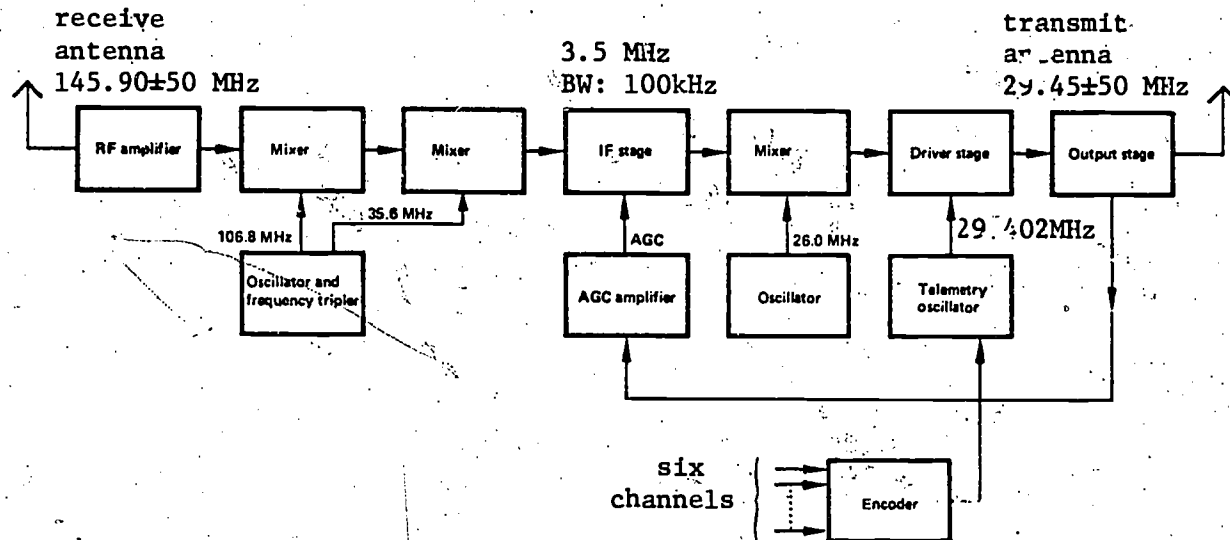 receive
antenna
145.90±50 MHz
3.5 MHz
BW: 100kHz
transmit
29.45±50 MHz
RF amplifier
Mixer
Mixer
IF stage
Mixer
Driver stage
Output stage
106.8 MHz
35.6 MHz
AGC
26.0 MHz
29.402MHz
Oscillator and
frequency tripler
AGC amplifier
Oscillator
Telemetry
oscillator
six
channels
Encoder